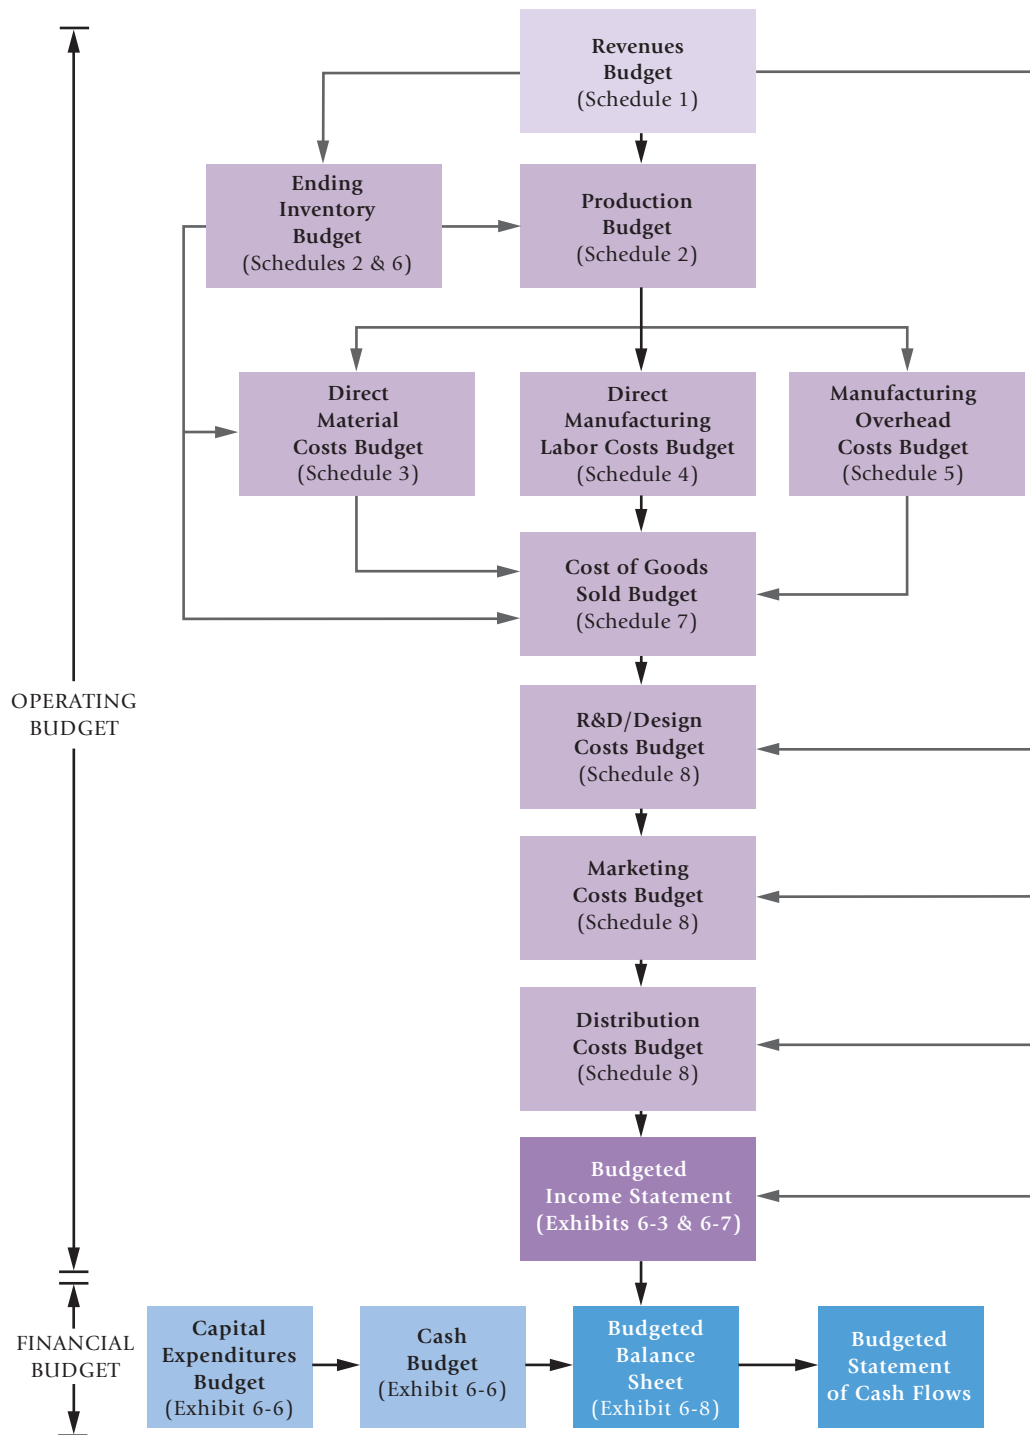 Revenues
Budget
(Schedule 1)
Ending
Inventory
Budget
(Schedules 2 & 6)
Production
Budget
(Schedule 2)
Direct
Material
Costs Budget
(Schedule 3)
Direct
Manufacturing
Labor Costs Budget
(Schedule 4)
Manufacturing
Overhead
Costs Budget
(Schedule 5)
Cost of Goods
Sold Budget
(Schedule 7)
OPERATING
BUDGET
R&D/Design
Costs Budget
(Schedule 8)
Marketing
Costs Budget
(Schedule 8)
Distribution
Costs Budget
(Schedule 8)
Budgeted
Income Statement
(Exhibits 6-3 & 6-7)
FINANCIAL
BUDGET
Capital
Expenditures
Budget
(Exhibit 6-6)
Cash
Budget
(Exhibit 6-6)
Budgeted
Balance
Sheet
(Exhibit 6-8)
Budgeted
Statement
of Cash Flows